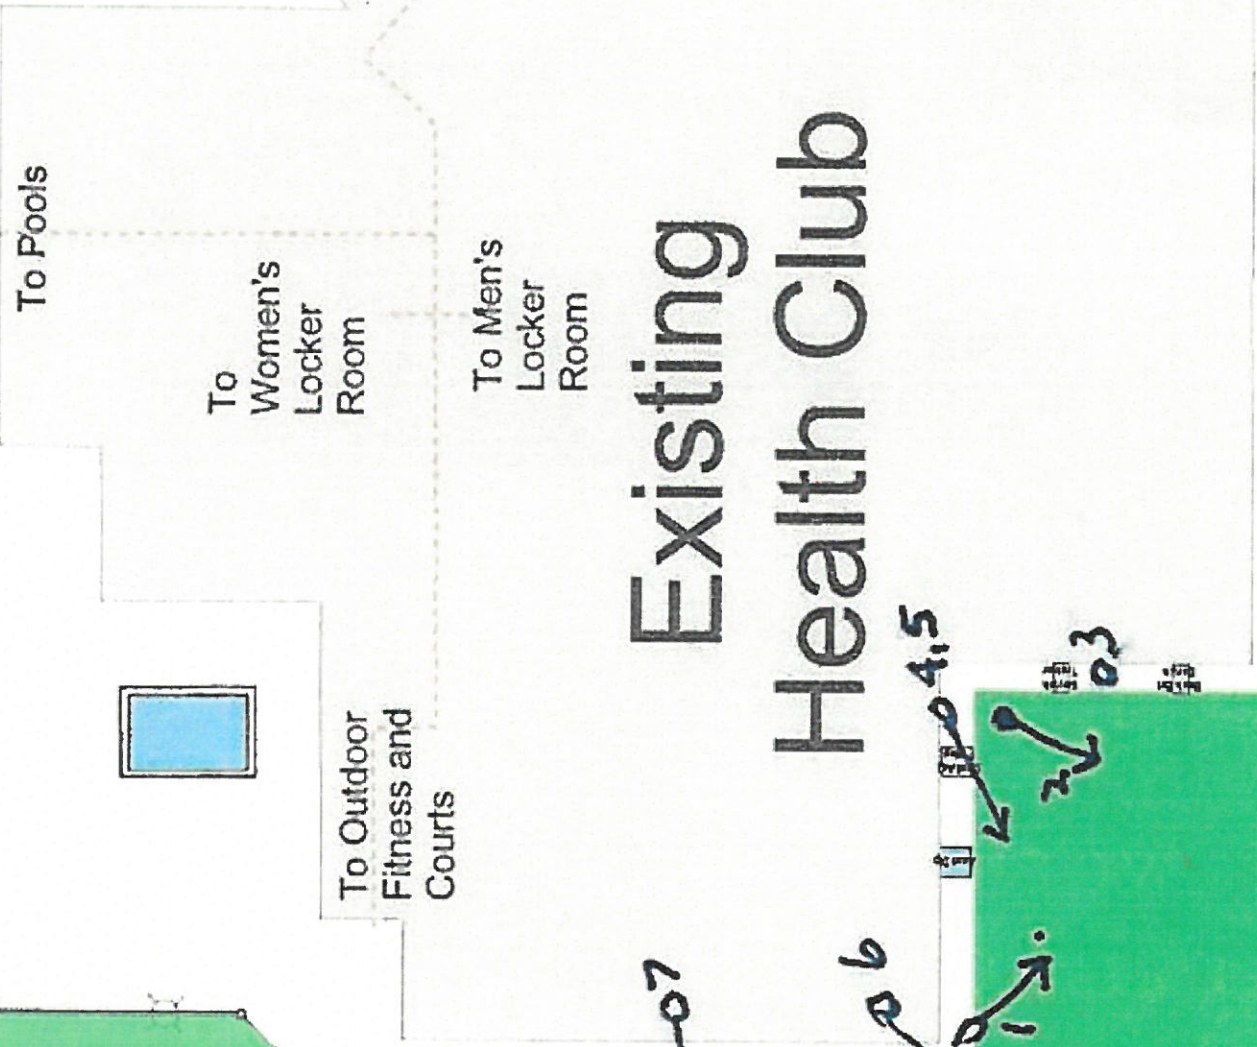 To Pools
To
Women's
Locker
Room
To Men's
Locker
Room
Existing
Health Club
To Outdoor
Fitness and
Courts
4,5
3
2.
7
6
1.